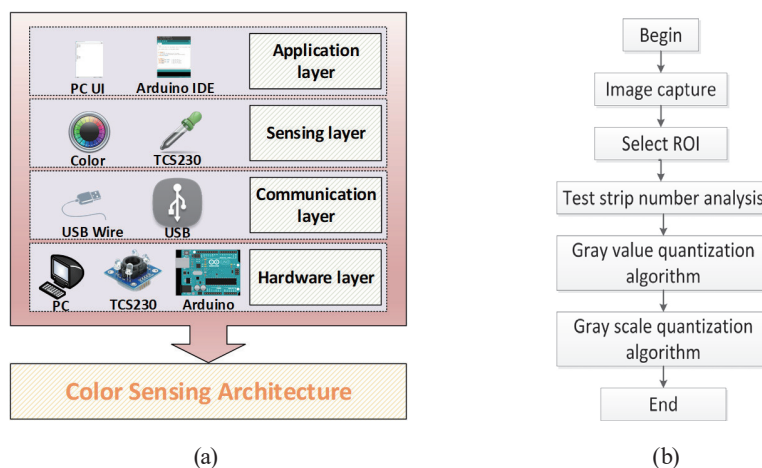 PC UI
Arduino IDE
Application
layer
Color
TCS230
Sensing layer
USB Wire
USB
Communication
layer
PC
TCS230
Arduino
Hardware layer
Color Sensing Architecture
(a)
Begin
Image capture
Select ROI
Test strip number analysis
Gray value quantization
algorithm
Gray scale quantization
algorithm
End
(b)